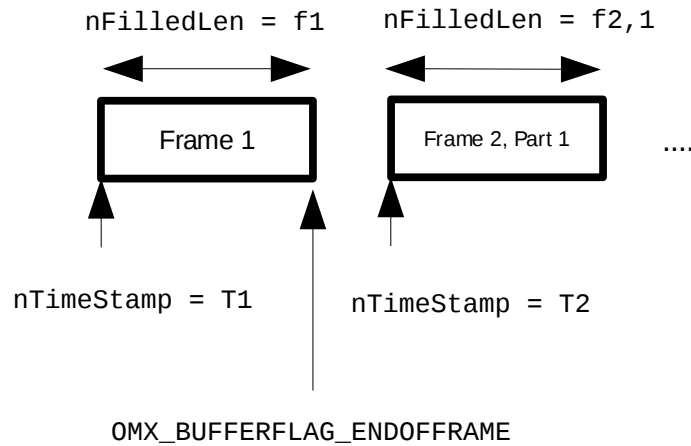 nFilledLen = f1
nFilledLen = f2,1
Frame 1
Frame 2, Part 1
....
nTimeStamp = T1
nTimeStamp = T2
OMX_BUFFERFLAG_ENDOFFRAME